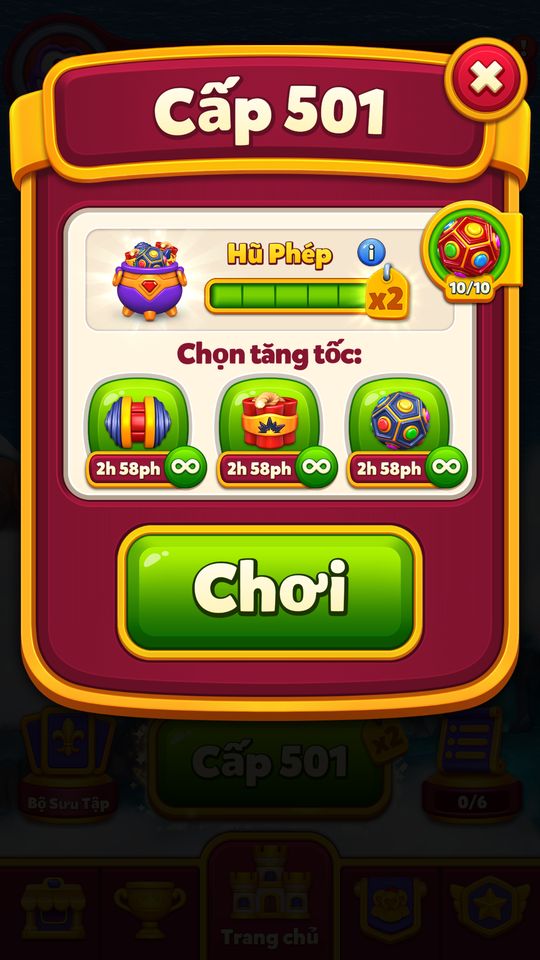 Cấp 501
Hũ Phép
i
x2
10/10
Chọn tăng tốc:
2h 58ph
2h 58ph
2h 58ph
Chơi
Cấp 501
x2
Bộ Sưu Tập
0/6
Trang chủ